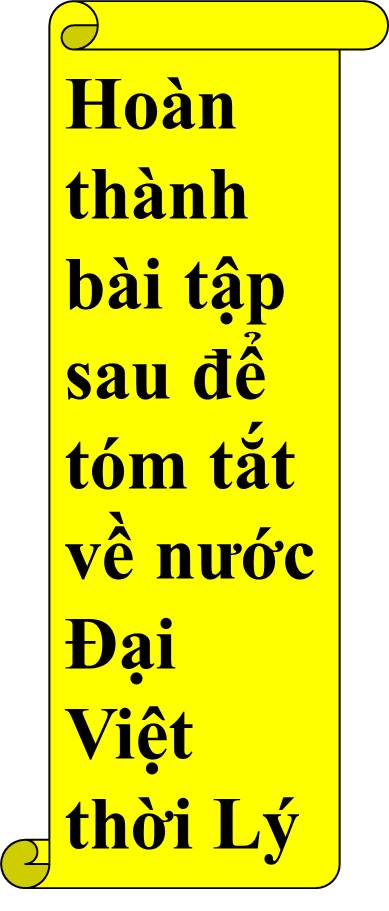 Hoàn
thành
bài tập
sau để
tóm tắt
về nước
Đại
Việt
thời Lý